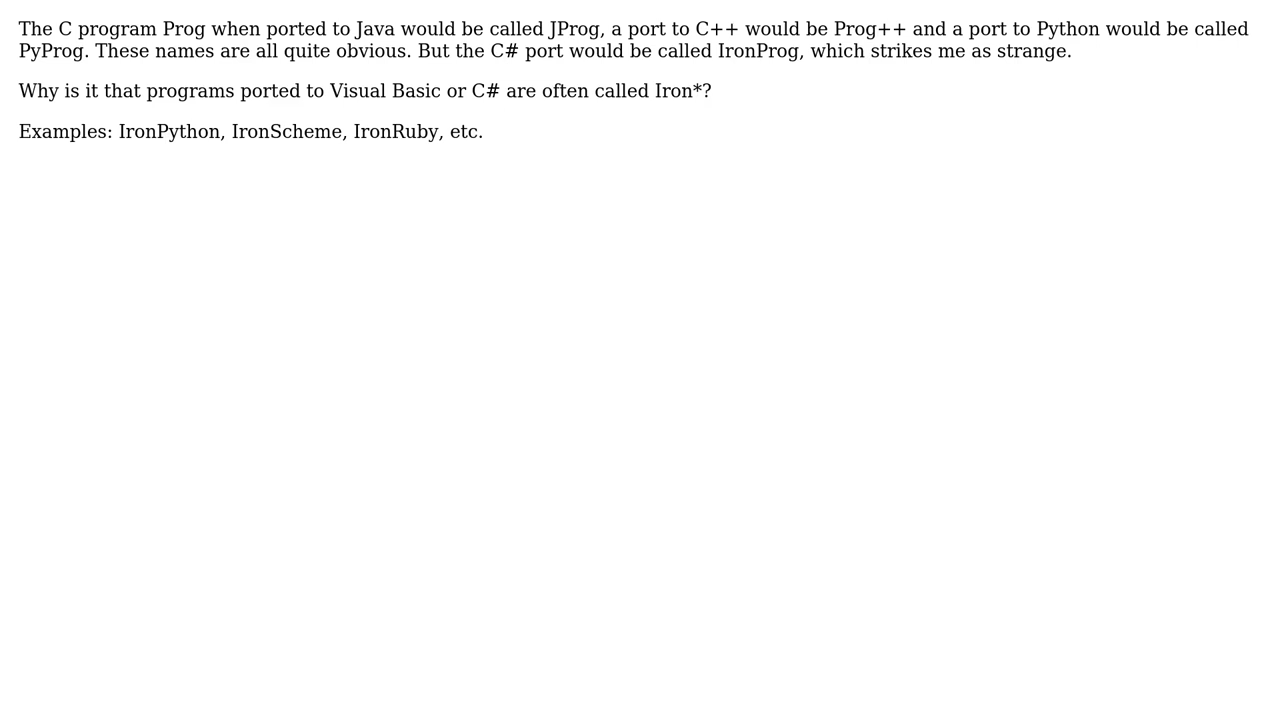 The C program Prog when ported to Java would be called JProg, a port to C++ would be Prog++ and a port to Python would be called
PyProg. These names are all quite obvious. But the C# port would be called IronProg, which strikes me as strange.
Why is it that programs ported to Visual Basic or C# are often called Iron*?
Examples: IronPython, IronScheme, IronRuby, etc.